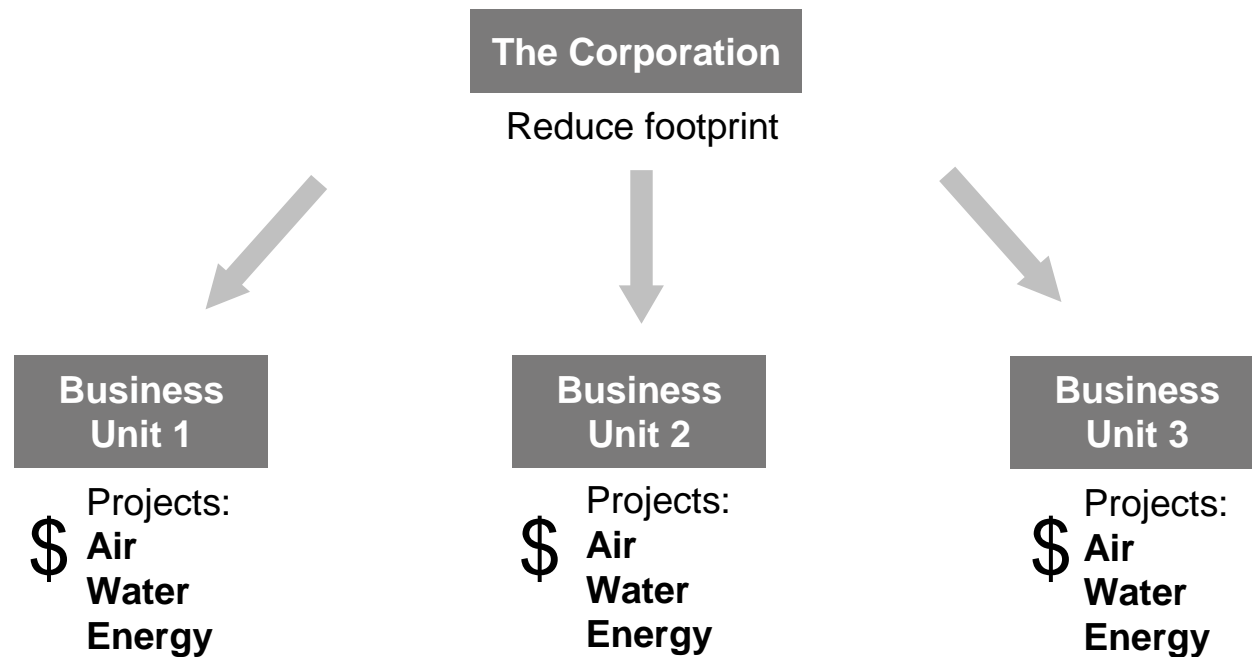 The Corporation
Reduce footprint
Business
Unit 1
$
Projects:
Air
Water
Energy
Business
Unit 2
$
Projects:
Air
Water
Energy
Business
Unit 3
$
Projects:
Air
Water
Energy